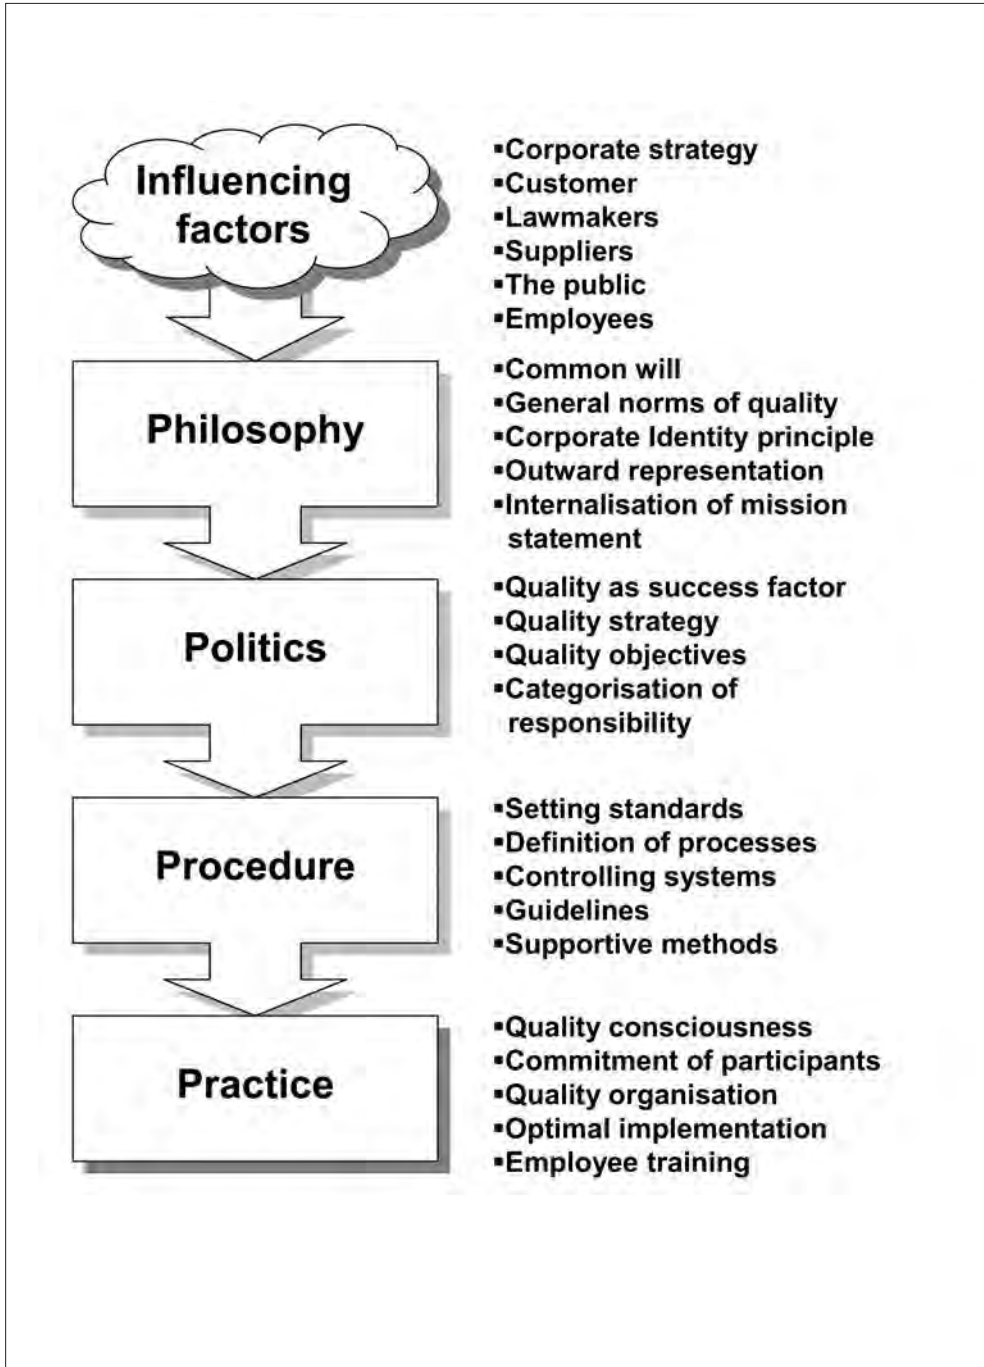 Influencing
factors
▪Corporate strategy
▪Customer
▪Lawmakers
▪Suppliers
▪The public
▪Employees
Philosophy
▪Common will
▪General norms of quality
▪Corporate Identity principle
▪Outward representation
▪Internalisation of mission
statement
Politics
▪Quality as success factor
▪Quality strategy
▪Quality objectives
▪Categorisation of
responsibility
Procedure
▪Setting standards
▪Definition of processes
▪Controlling systems
▪Guidelines
▪Supportive methods
Practice
▪Quality consciousness
▪Commitment of participants
▪Quality organisation
▪Optimal implementation
▪Employee training